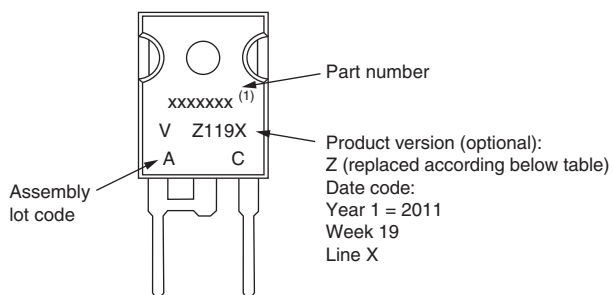 Part number
xxxxxxx (1)
V Z119X
A C
Assembly
lot code
Product version (optional):
Z (replaced according below table)
Date code:
Year 1 = 2011
Week 19
Line X